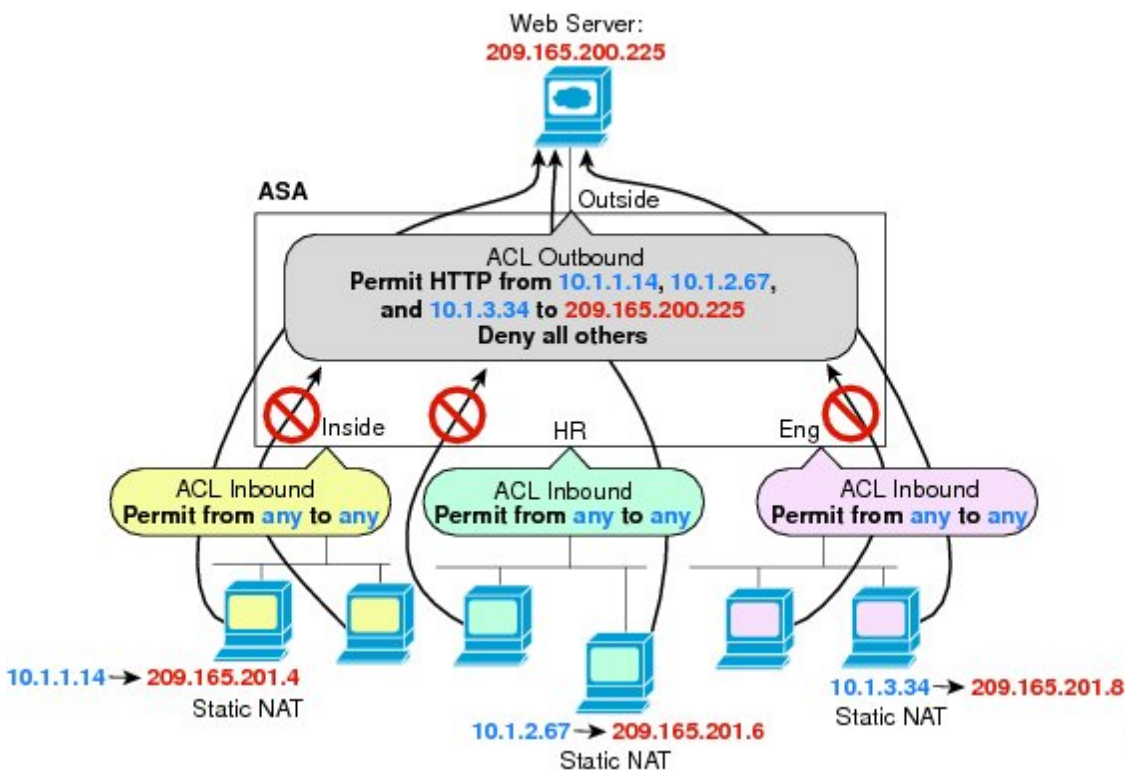 Web Server:
209.165.200.225
ASA
Outside
ACL Outbound
Permit HTTP from 10.1.1.14, 10.1.2.67,
and 10.1.3.34 to 209.165.200.225
Deny all others
Inside
HR
Eng
ACL Inbound
Permit from any to any
ACL Inbound
Permit from any to any
ACL Inbound
Permit from any to any
10.1.1.14 209.165.201.4
Static NAT
10.1.2.67 209.165.201.6
Static NAT
10.1.3.34 209.165.201.8
Static NAT